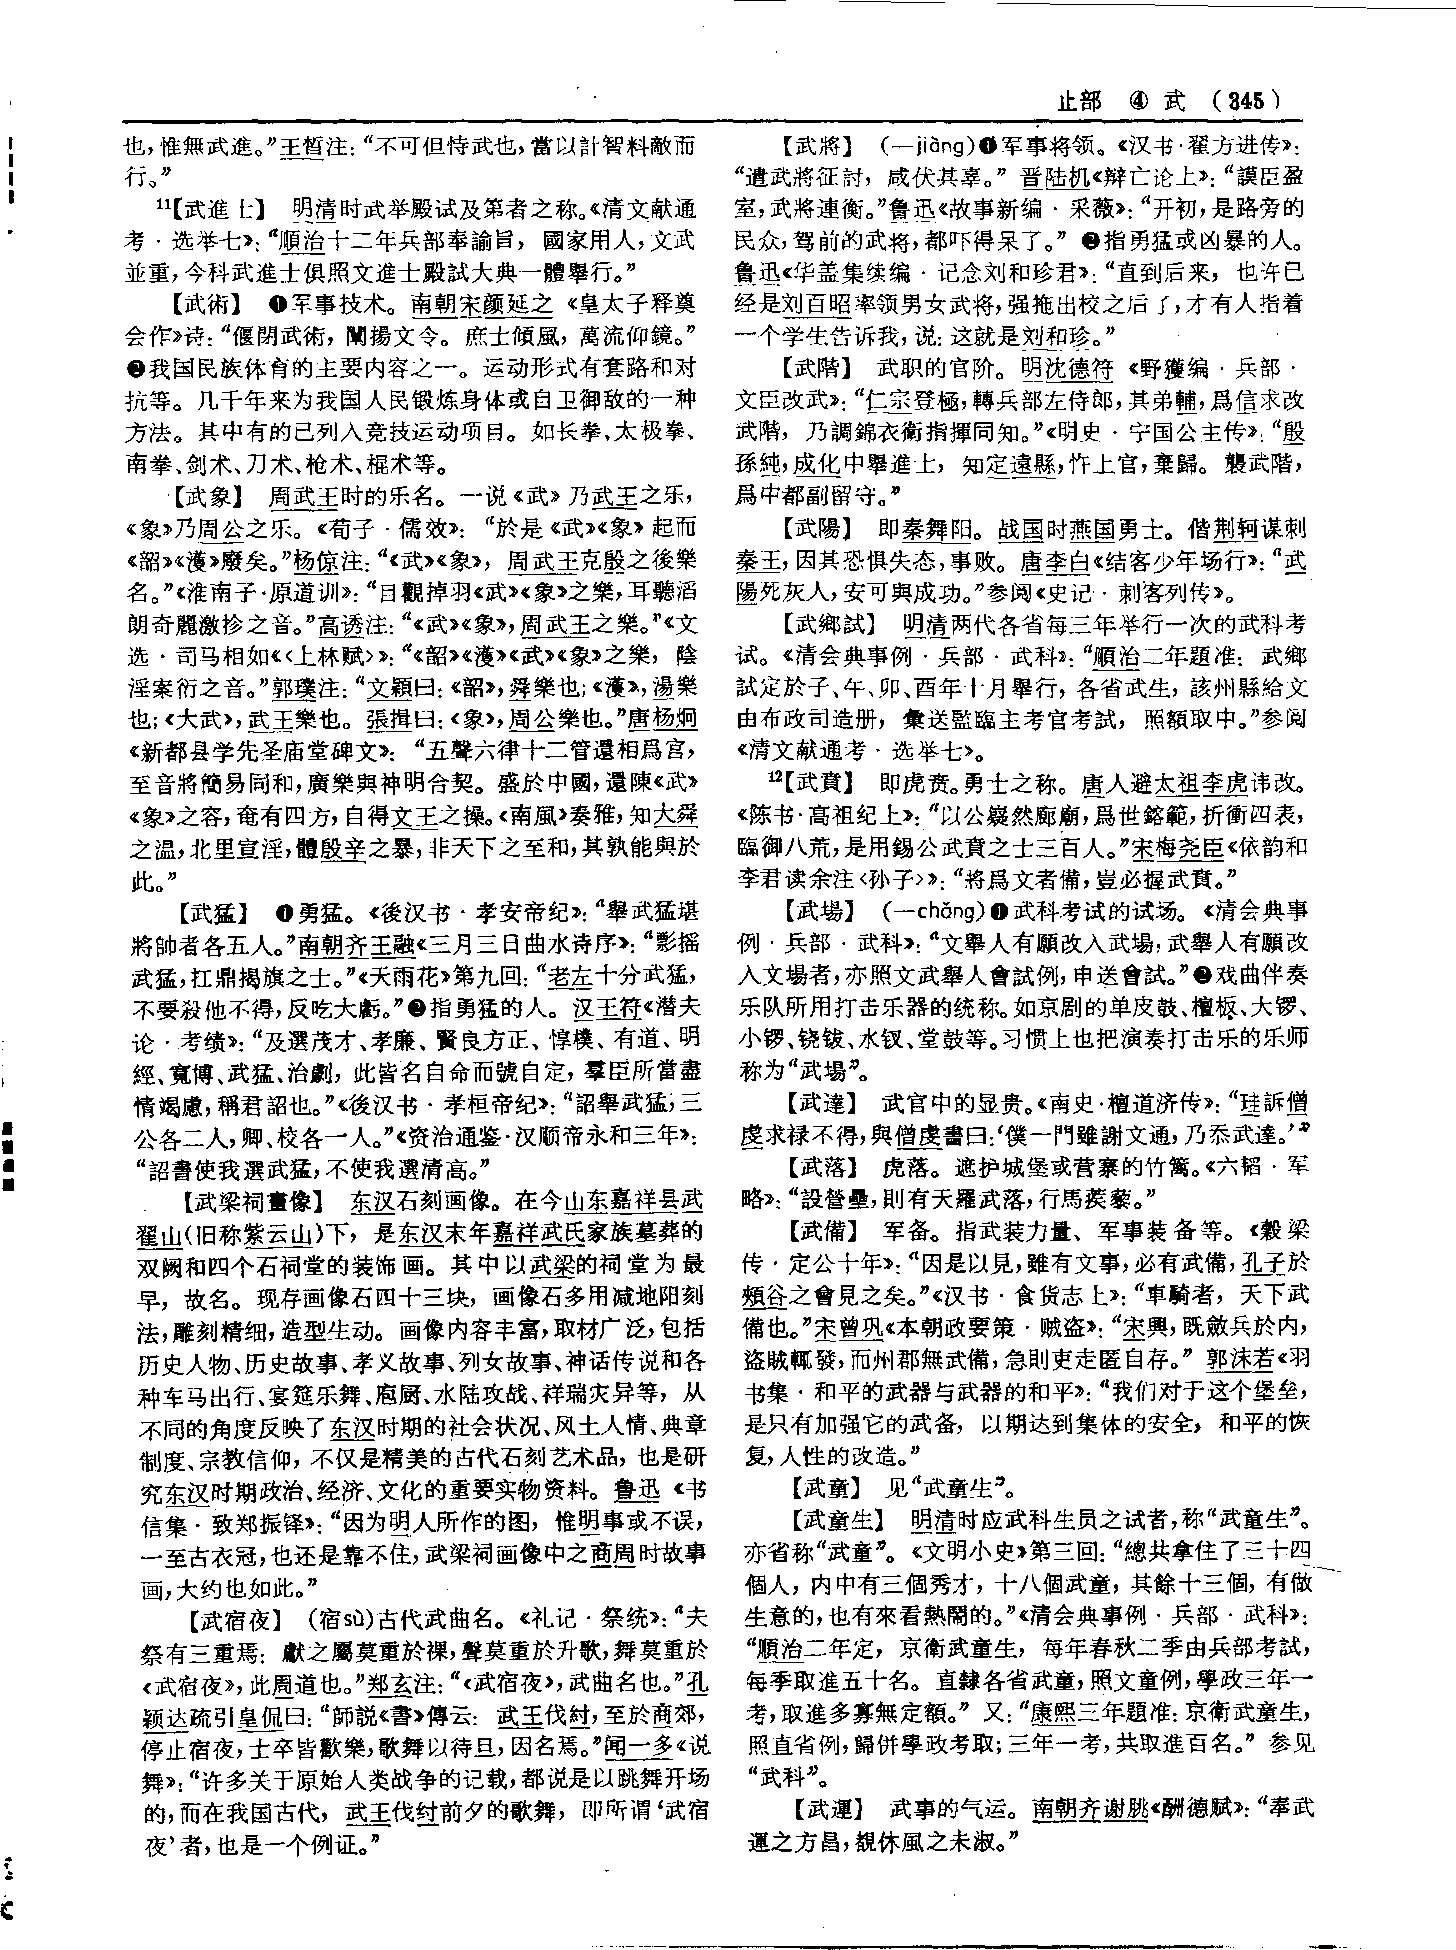 止部 ④ 武 (345)
也，惟無武進。”王晳注：“不可但恃武也，當以計智料敵而
行。”
11【武進士】 明清时武举殿试及第者之称。《清文献通
考·选举七》：“順治十二年兵部奉諭旨，國家用人，文武
並重，今科武進士俱照文進士殿試大典一體舉行。”
【武術】 ❶军事技术。南朝宋颜延之《皇太子释奠
会作》诗：“偃閉武術，闡揚文令。庶士傾風，萬流仰鏡。”
❷我国民族体育的主要内容之一。运动形式有套路和对
抗等。几千年来为我国人民锻炼身体或自卫御敌的一种
方法。其中有的已列入竞技运动项目。如长拳、太极拳、
南拳、剑术、刀术、枪术、棍术等。
【武象】 周武王时的乐名。一说《武》乃武王之乐，
《象》乃周公之乐。《荀子·儒效》：“於是《武》《象》起而
《韶》《濩》廢矣。”杨倞注：“《武》《象》，周武王克殷之後樂
名。”《淮南子·原道训》：“目觀掉羽《武》《象》之樂，耳聽滔
朗奇麗激抮之音。”高诱注：“《武》《象》，周武王之樂。”《文
选·司马相如《〈上林赋〉》：“《韶》《濩》《武》《象》之樂，陰
淫案衍之音。”郭璞注：“文穎曰：《韶》，舜樂也；《濩》，湯樂
也；《大武》，武王樂也。張揖曰：《象》，周公樂也。”唐杨炯
《新都县学先圣庙堂碑文》：“五聲六律十二管還相爲宫，
至音將簡易同和，廣樂與神明合契。盛於中國，還陳《武》
《象》之容，奄有四方，自得文王之操。《南風》奏雅，知大舜
之温，北里宣淫，體殷辛之暴，非天下之至和，其孰能與於
此。”
【武猛】 ❶勇猛。《後汉书·孝安帝纪》：“舉武猛堪
將帥者各五人。”南朝齐王融《三月三日曲水诗序》：“影摇
武猛，扛鼎揭旗之士。”《天雨花》第九回：“老左十分武猛，
不要殺他不得，反吃大虧。”❷指勇猛的人。汉王符《潜夫
论·考绩》：“及選茂才、孝廉、賢良方正、惇樸、有道、明
經、寬博、武猛、治劇，此皆名自命而號自定，羣臣所當盡
情竭慮，稱君詔也。”《後汉书·孝桓帝纪》：“詔舉武猛，三
公各二人，卿、校各一人。”《资治通鉴·汉顺帝永和三年》：
“詔書使我選武猛，不使我選清高。”
【武梁祠畫像】 东汉石刻画像。在今山东嘉祥县武
翟山(旧称紫云山)下，是东汉末年嘉祥武氏家族墓葬的
双阙和四个石祠堂的装饰画。其中以武梁的祠堂为最
早，故名。现存画像石四十三块，画像石多用减地阳刻
法，雕刻精细，造型生动。画像内容丰富，取材广泛，包括
历史人物、历史故事、孝义故事、列女故事、神话传说和各
种车马出行、宴筵乐舞、庖厨、水陆攻战、祥瑞灾异等，从
不同的角度反映了东汉时期的社会状况、风土人情、典章
制度、宗教信仰，不仅是精美的古代石刻艺术品，也是研
究东汉时期政治、经济、文化的重要实物资料。鲁迅《书
信集·致郑振铎》：“因为明人所作的图，惟明事或不误，
一至古衣冠，也还是靠不住，武梁祠画像中之商周时故事
画，大约也如此。”
【武宿夜】 (宿sù)古代武曲名。《礼记·祭统》：“夫
祭有三重焉：獻之屬莫重於祼，聲莫重於升歌，舞莫重於
《武宿夜》，此周道也。”郑玄注：“《武宿夜》，武曲名也。”孔
颖达疏引皇侃曰：“師説《書》傳云：武王伐紂，至於商郊，
停止宿夜，士卒皆歡樂，歌舞以待旦，因名焉。”闻一多《说
舞》：“许多关于原始人类战争的记载，都说是以跳舞开场
的，而在我国古代，武王伐纣前夕的歌舞，即所谓‘武宿
夜’者，也是一个例证。”
【武將】 (—jiàng)❶军事将领。《汉书·翟方进传》：
“遣武將征討，咸伏其辜。”晋陆机《辩亡论上》：“謨臣盈
室，武將連衡。”鲁迅《故事新编·采薇》：“开初，是路旁的
民众，驾前的武将，都吓得呆了。”❷指勇猛或凶暴的人。
鲁迅《华盖集续编·记念刘和珍君》：“直到后来，也许已
经是刘百昭率领男女武将，强拖出校之后了，才有人指着
一个学生告诉我，说：这就是刘和珍。”
【武階】 武职的官阶。明沈德符《野獲编·兵部·
文臣改武》：“仁宗登極，轉兵部左侍郎，其弟輔，爲信求改
武階，乃調錦衣衛指揮同知。”《明史·宁国公主传》：“殷
孫純，成化中舉進士，知定遠縣，忤上官，棄歸。襲武階，
爲中都副留守。”
【武陽】 即秦舞阳。战国时燕国勇士。偕荆轲谋刺
秦王，因其恐惧失态，事败。唐李白《结客少年场行》：“武
陽死灰人，安可與成功。”参阅《史记·刺客列传》。
【武鄉試】 明清两代各省每三年举行一次的武科考
试。《清会典事例·兵部·武科》：“順治二年題准：武鄉
試定於子、午、卯、酉年十月舉行，各省武生，該州縣給文
由布政司造册，彙送監臨主考官考試，照額取中。”参阅
《清文献通考·选举七》。
12【武賁】 即虎贲。勇士之称。唐人避太祖李虎讳改。
《陈书·高祖纪上》：“以公嶷然廊廟，爲世鎔範，折衝四表，
臨御八荒，是用錫公武賁之士三百人。”宋梅尧臣《依韵和
李君读余注〈孙子〉》：“將爲文者備，豈必握武賁。”
【武場】 (—chǎng)❶武科考试的试场。《清会典事
例·兵部·武科》：“文舉人有願改入武場，武舉人有願改
入文場者，亦照文武舉人會試例，申送會試。”❷戏曲伴奏
乐队所用打击乐器的统称。如京剧的单皮鼓、檀板、大锣、
小锣、铙钹、水钗、堂鼓等。习惯上也把演奏打击乐的乐师
称为“武場”。
【武達】 武官中的显贵。《南史·檀道济传》：“珪訴僧
虔求禄不得，與僧虔書曰：‘僕一門雖謝文通，乃忝武達。’”
【武落】 虎落。遮护城堡或营寨的竹篱。《六韬·军
略》：“設營壘，則有天羅武落，行馬蒺藜。”
【武備】 军备。指武装力量、军事装备等。《穀梁
传·定公十年》：“因是以見，雖有文事，必有武備，孔子於
頰谷之會見之矣。”《汉书·食货志上》：“車騎者，天下武
備也。”宋曾巩《本朝政要策·贼盗》：“宋興，既斂兵於内，
盜賊輒發，而州郡無武備，急則吏走匿自存。”郭沫若《羽
书集·和平的武器与武器的和平》：“我们对于这个堡垒，
是只有加强它的武备，以期达到集体的安全，和平的恢
复，人性的改造。”
【武童】 见“武童生”。
【武童生】 明清时应武科生员之试者，称“武童生”。
亦省称“武童”。《文明小史》第三回：“總共拿住了三十四
個人，内中有三個秀才，十八個武童，其餘十三個，有做
生意的，也有來看熱鬧的。”《清会典事例·兵部·武科》：
“順治二年定，京衛武童生，每年春秋二季由兵部考試，
每季取進五十名。直隸各省武童，照文童例，學政三年一
考，取進多寡無定額。”又：“康熙三年題准：京衛武童生，
照直省例，歸併學政考取；三年一考，共取進百名。”参见
“武科”。
【武運】 武事的气运。南朝齐谢朓《酬德赋》：“奉武
運之方昌，覩休風之未淑。”